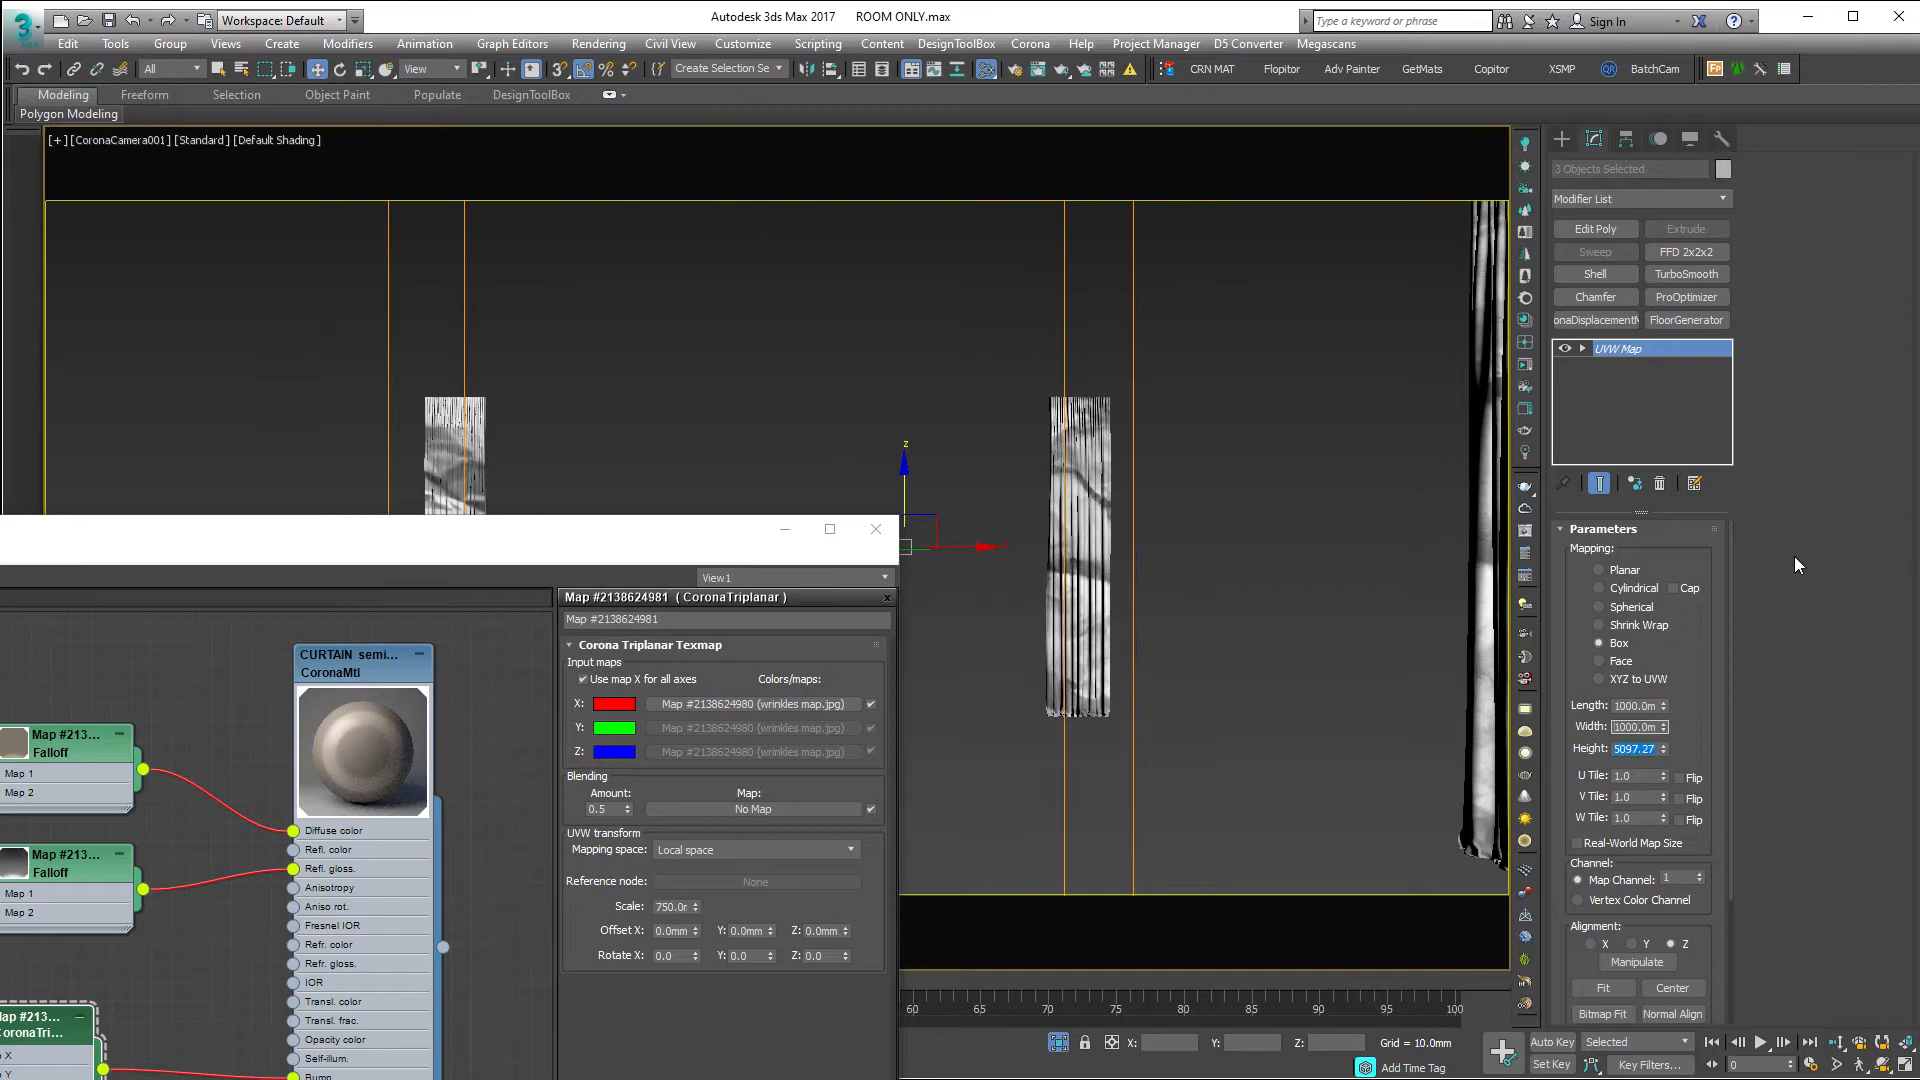 Workspace: Default
Autodesk 3ds Max 2017 ROOM ONLY.max
Type a keyword or phrase
Sign In
Edit Tools Group Views Create Modifiers Animation Graph Editors Rendering Civil View Customize Scripting Content DesignToolBox Corona Help Project Manager D5 Converter Megascans
All View Create Selection Se CRN MAT Flopitor Adv Painter GetMats Copitor XSMP BatchCam
Modeling Freeform Selection Object Paint Populate DesignToolBox
Polygon Modeling
[+] [CoronaCamera001] [Standard] [Default Shading]
z
3 Objects Selected
Modifier List
Edit Poly Extrude
Sweep FFD 2x2x2
Shell TurboSmooth
Chamfer ProOptimizer
onaDisplacementM FloorGenerator
UVW Map
Parameters
Mapping:
Planar
Cylindrical Cap
Spherical
Shrink Wrap
Box
Face
XYZ to UVW
Length: 1000.0m
Width: 1000.0m
Height: 5097.27
U Tile: 1.0 Flip
V Tile: 1.0 Flip
W Tile: 1.0 Flip
Real-World Map Size
Channel:
Map Channel: 1
Vertex Color Channel
Alignment:
X Y Z
Manipulate
Fit Center
Bitmap Fit Normal Align
View1
Map #2138624981 ( CoronaTriplanar )
Map #2138624981
Corona Triplanar Texmap
Input maps
Use map X for all axes Colors/maps:
X: Map #2138624980 (wrinkles map.jpg)
Y: Map #2138624980 (wrinkles map.jpg)
Z: Map #2138624980 (wrinkles map.jpg)
Blending
Amount: Map:
0.5 No Map
UVW transform
Mapping space: Local space
Reference node: None
Scale: 750.0r
Offset X: 0.0mm Y: 0.0mm Z: 0.0mm
Rotate X: 0.0 Y: 0.0 Z: 0.0
CURTAIN semi...
CoronaMtl
Diffuse color
Refl. color
Refl. gloss.
Anisotropy
Aniso rot.
Fresnel IOR
Refr. color
Refr. gloss.
IOR
Transl. color
Transl. frac.
Opacity color
Self-illum.
Bump
Map #213...
Falloff
Map 1
Map 2
Map #213...
Falloff
Map 1
Map 2
Map #213...
CoronaTri...
p X
p Y
60 65 70 75 80 85 90 95 100
X: Y: Z: Grid = 10.0mm
Add Time Tag
Auto Key Selected
Set Key Key Filters...
0